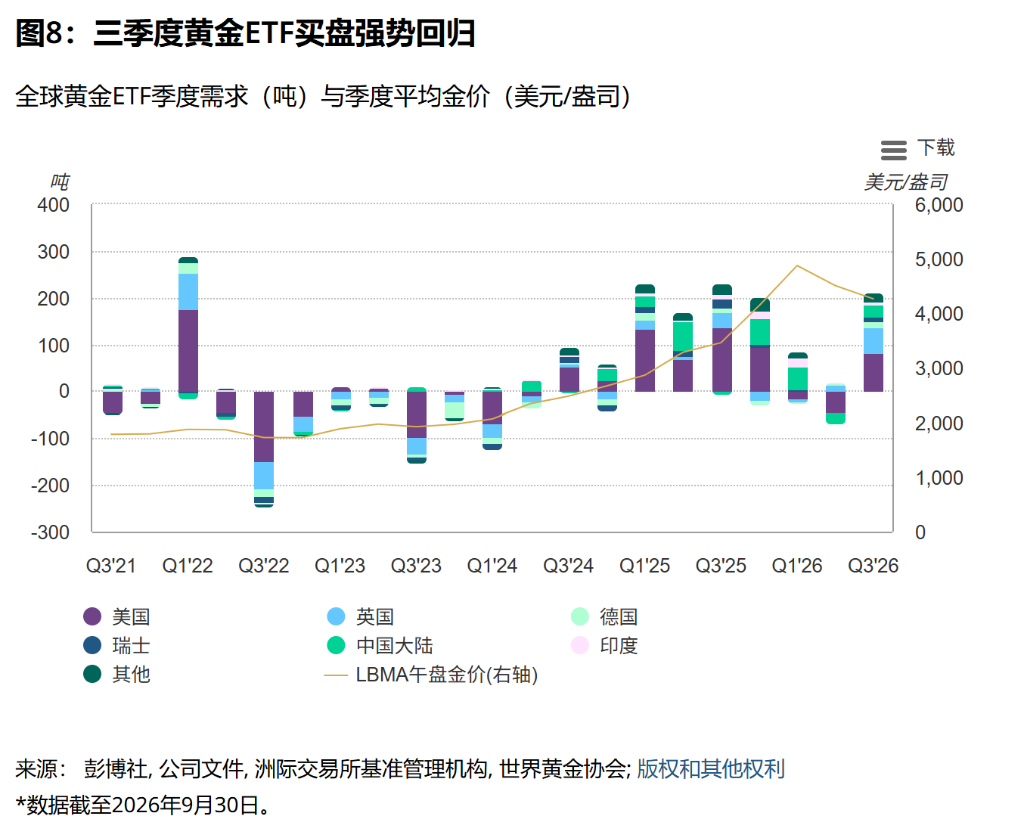 图8：三季度黄金ETF买盘强势回归
全球黄金ETF季度需求（吨）与季度平均金价（美元/盎司）
下载
吨 美元/盎司
400 6,000
300 5,000
200 4,000
100 3,000
0 2,000
-100 1,000
-200 0
-300
Q3'21 Q1'22 Q3'22 Q1'23 Q3'23 Q1'24 Q3'24 Q1'25 Q3'25 Q1'26 Q3'26
美国 英国 德国
瑞士 中国大陆 印度
其他 LBMA午盘金价(右轴)
来源： 彭博社, 公司文件, 洲际交易所基准管理机构, 世界黄金协会; 版权和其他权利
*数据截至2026年9月30日。